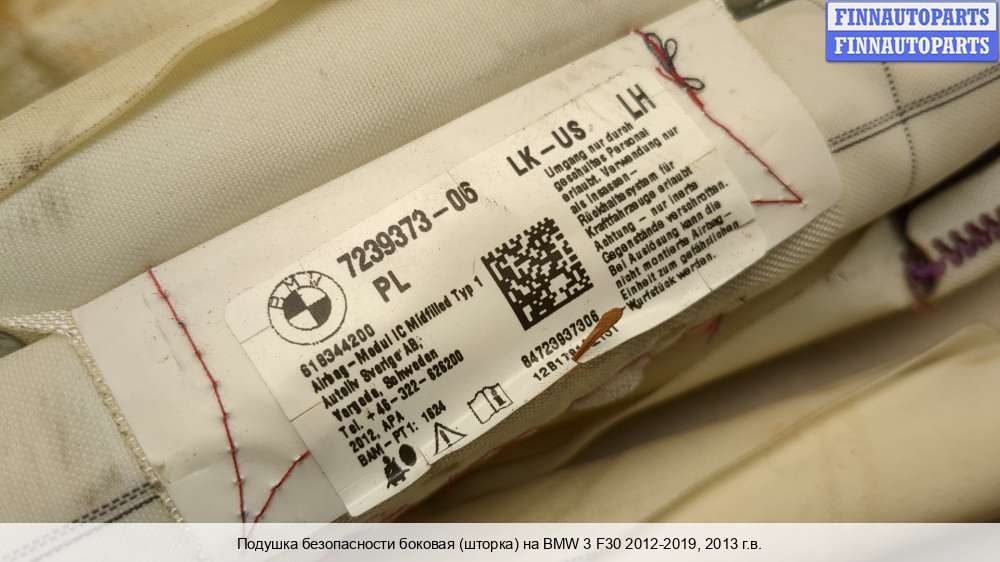 FINNAUTOPARTS
FINNAUTOPARTS
LK-US LH
7239373-06
PL
BMW
616344200
Airbag-Modul IC Midfilled Typ 1
Autoliv Sverige AB;
Vargada, Schweden
Tel. +46-322-626200
2012, APA
BAM-PT1: 1624
Umgang nur durch
geschultes Personal
erlaubt. Verwendung nur
als Insassen-
Rückhaltesystem für
Kraftfahrzeuge erlaubt
Achtung - nur inerte
Gegenstände verschrotten.
Bei Auslösung kann die
nicht montierte Airbag-
Einheit zum gefährlichen
Wurfstück werden.
84723937306
Подушка безопасности боковая (шторка) на BMW 3 F30 2012-2019, 2013 г.в.